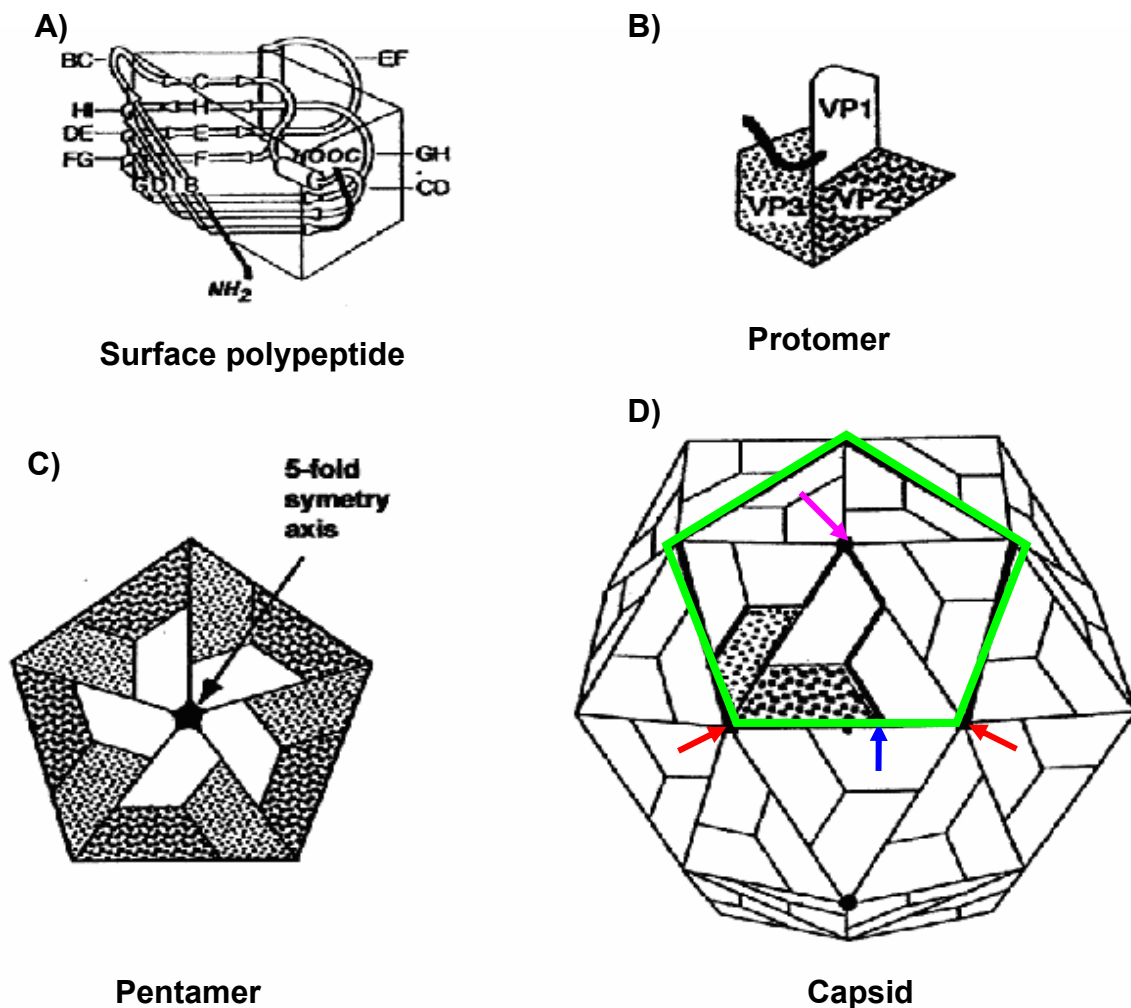 A)
BC
C
EF
HI
H
DE
E
FG
F
HOOC
GH
CD
G D I B
NH2
Surface polypeptide
B)
VP1
VP3
VP2
Protomer
C)
5-fold
symetry
axis
Pentamer
D)
Capsid